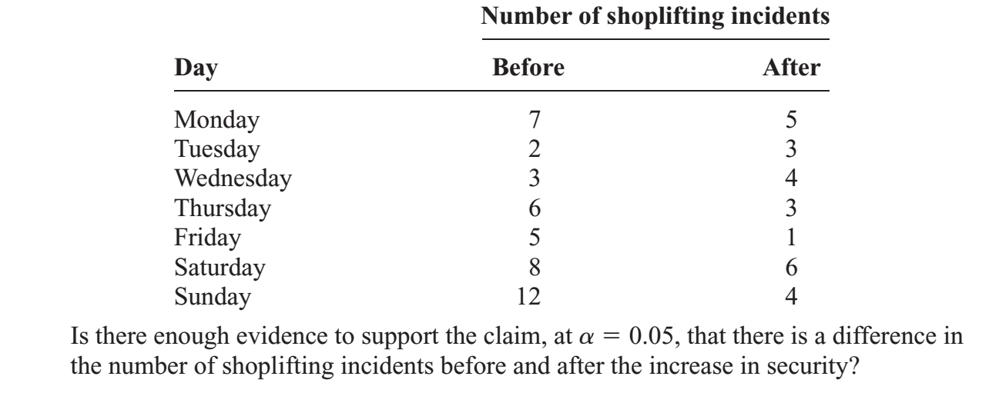 Number of shoplifting incidents
Day Before After
Monday 7 5
Tuesday 2 3
Wednesday 3 4
Thursday 6 3
Friday 5 1
Saturday 8 6
Sunday 12 4
Is there enough evidence to support the claim, at α = 0.05, that there is a difference in
the number of shoplifting incidents before and after the increase in security?